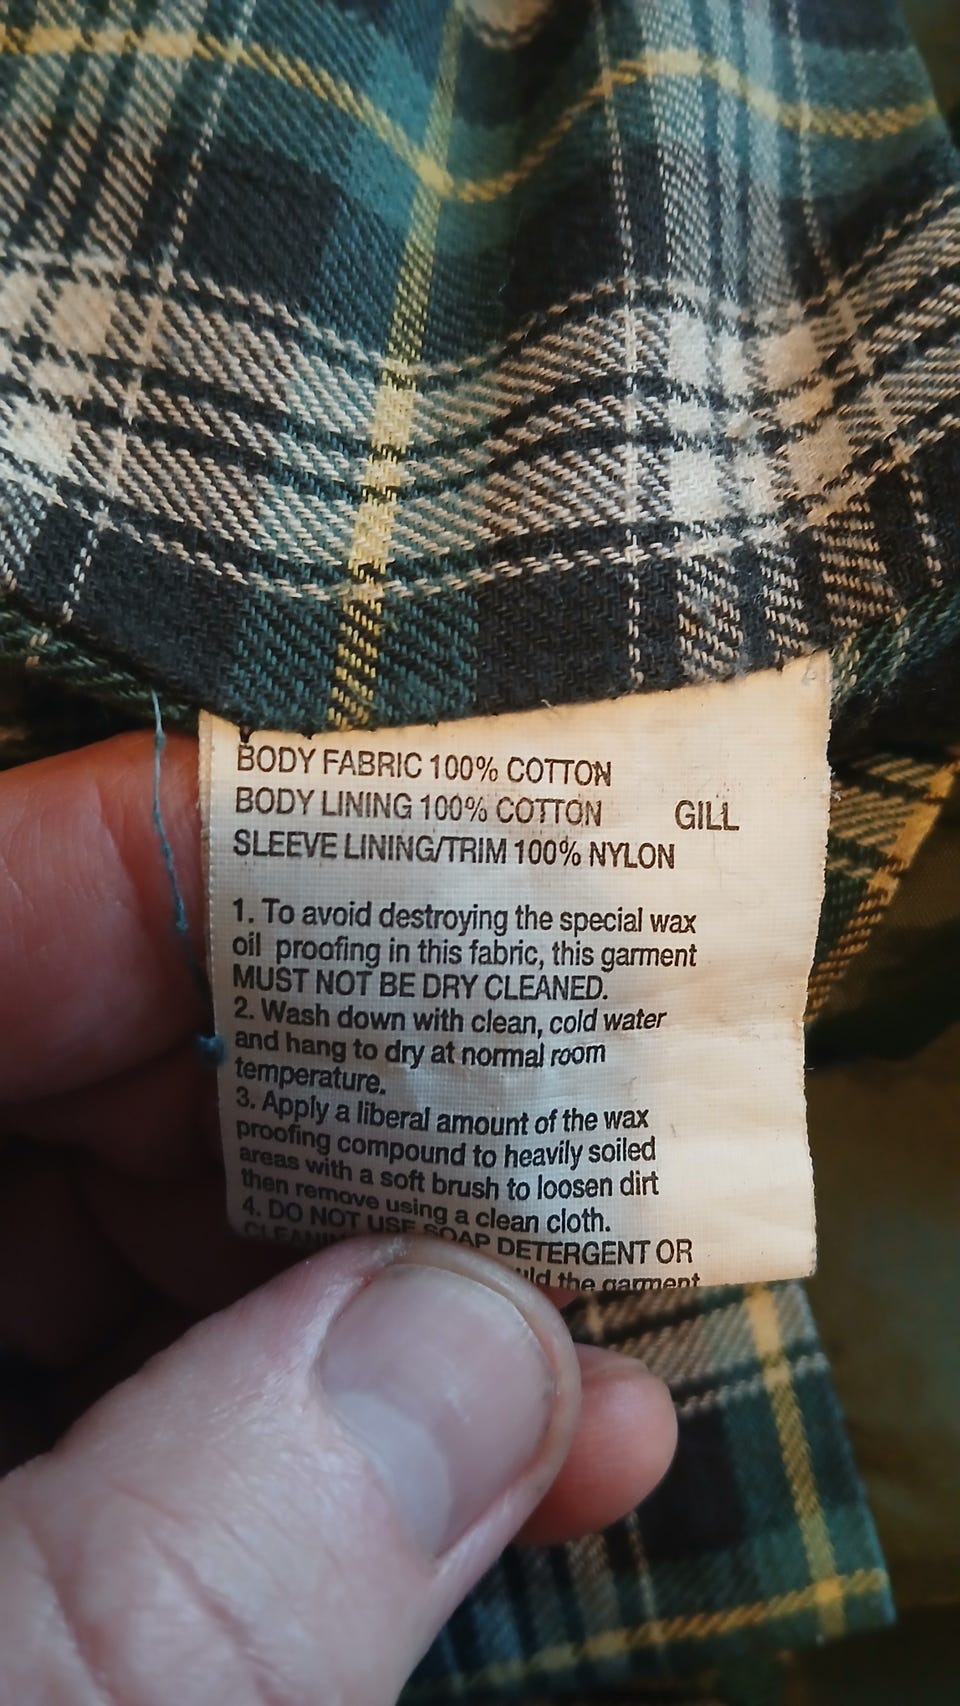 BODY FABRIC 100% COTTON
BODY LINING 100% COTTON GILL
SLEEVE LINING/TRIM 100% NYLON
1. To avoid destroying the special wax
oil proofing in this fabric, this garment
MUST NOT BE DRY CLEANED.
2. Wash down with clean, cold water
and hang to dry at normal room
temperature.
3. Apply a liberal amount of the wax
proofing compound to heavily soiled
areas with a soft brush to loosen dirt
then remove using a clean cloth.
4. DO NOT USE SOAP DETERGENT OR
the garment